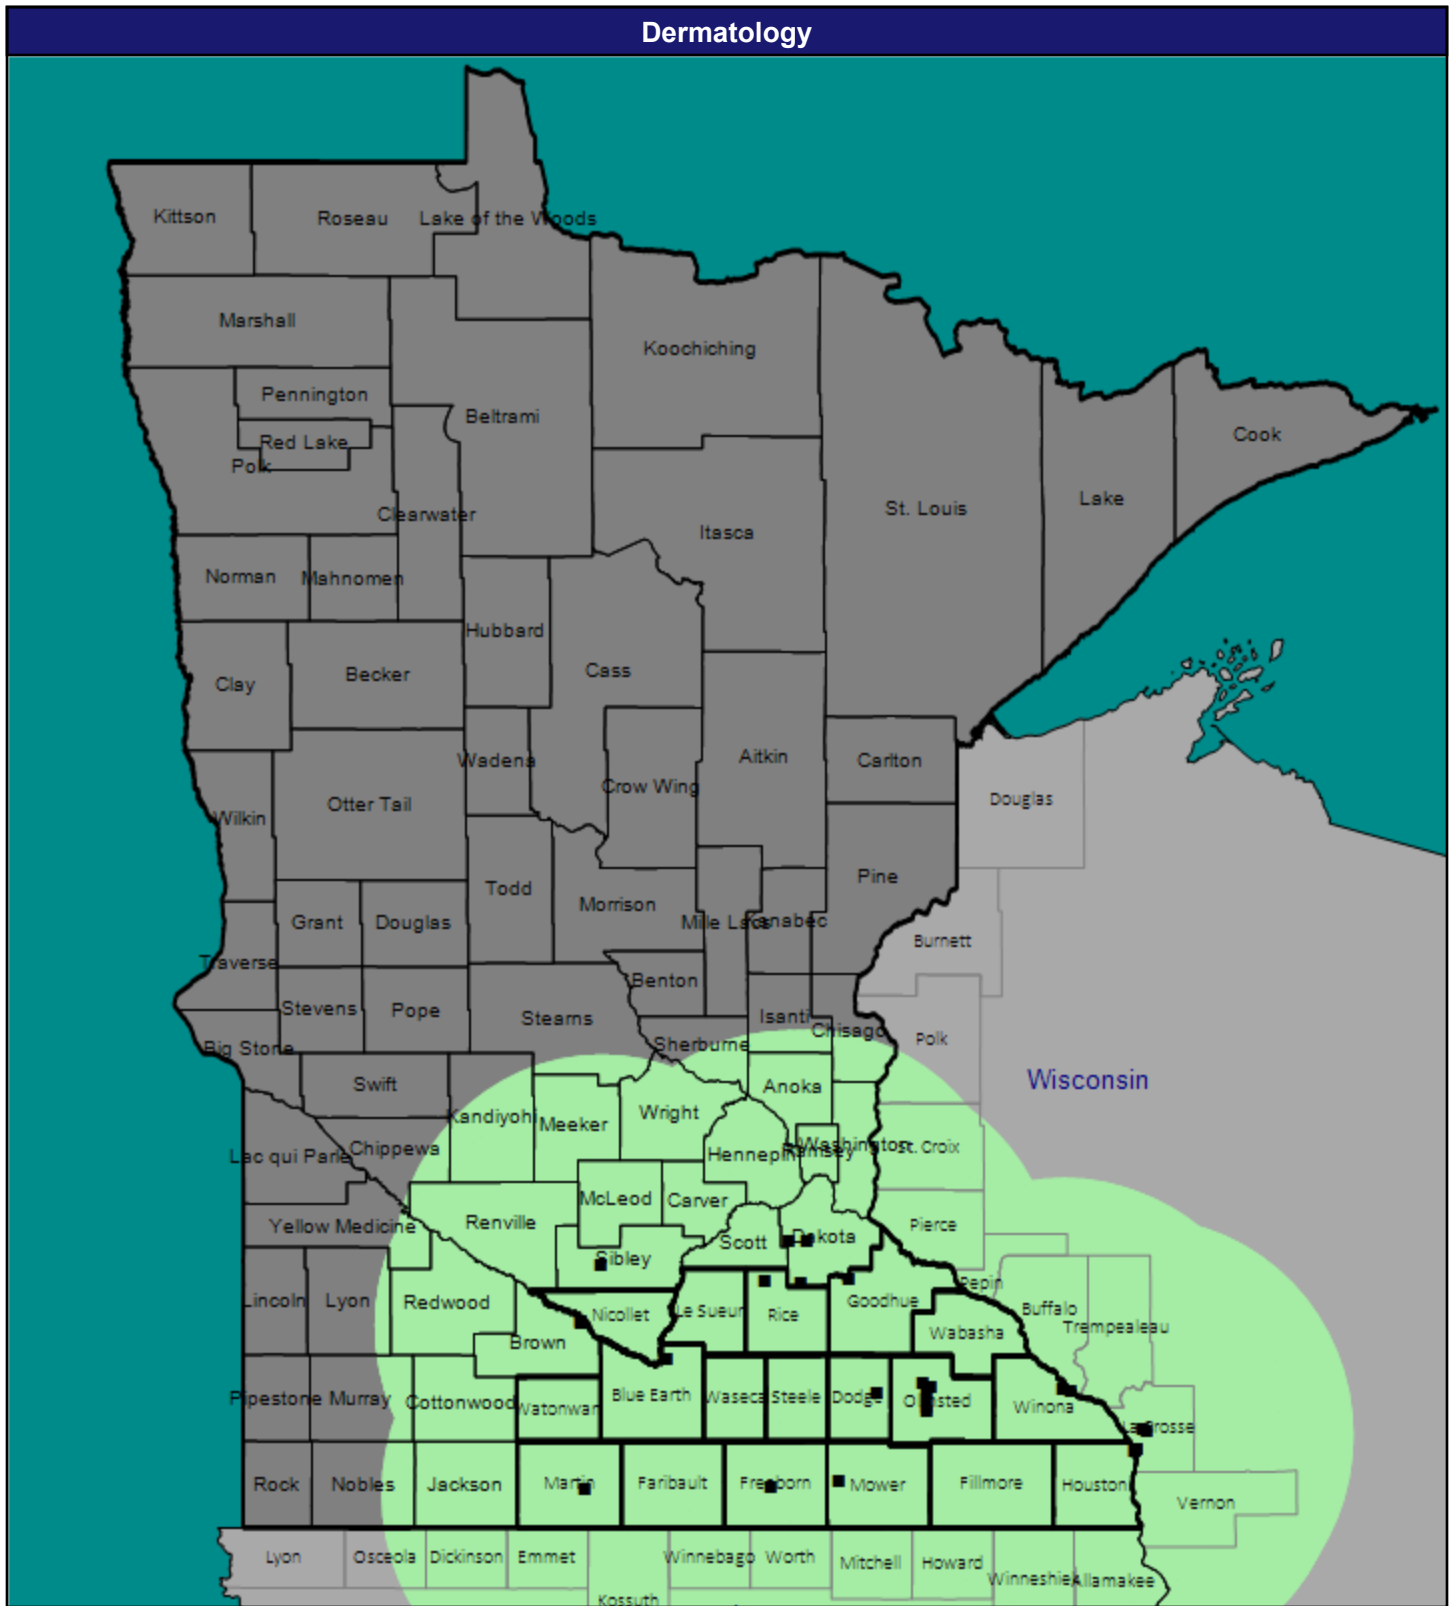 Dermatology
Kittson
Roseau
Lake of the Woods
Marshall
Koochiching
Pennington
Beltrami
Red Lake
Polk
Cook
Clearwater
St. Louis
Lake
Itasca
Norman
Mahnomen
Hubbard
Clay
Becker
Cass
Wadena
Aitkin
Carlton
Crow Wing
Otter Tail
Wilkin
Douglas
Todd
Pine
Morrison
Grant
Douglas
Mille Lacs
Kanabec
Burnett
Traverse
Benton
Stevens
Pope
Stearns
Isanti
Chisago
Polk
Big Stone
Sherburne
Wisconsin
Swift
Anoka
Kandiyohi
Meeker
Wright
Lac qui Parle
Chippewa
Hennepin
Ramsey
Washington
St. Croix
McLeod
Carver
Yellow Medicine
Renville
Pierce
Scott
Dakota
Sibley
Pepin
Lincoln
Lyon
Redwood
Nicollet
Le Sueur
Rice
Goodhue
Buffalo
Trempealeau
Brown
Wabasha
Pipestone
Murray
Cottonwood
Watonwan
Blue Earth
Waseca
Steele
Dodge
Olmsted
Winona
La Crosse
Rock
Nobles
Jackson
Martin
Faribault
Freeborn
Mower
Fillmore
Houston
Vernon
Lyon
Osceola
Dickinson
Emmet
Winnebago
Worth
Mitchell
Howard
Winneshiek
Allamakee
Kossuth